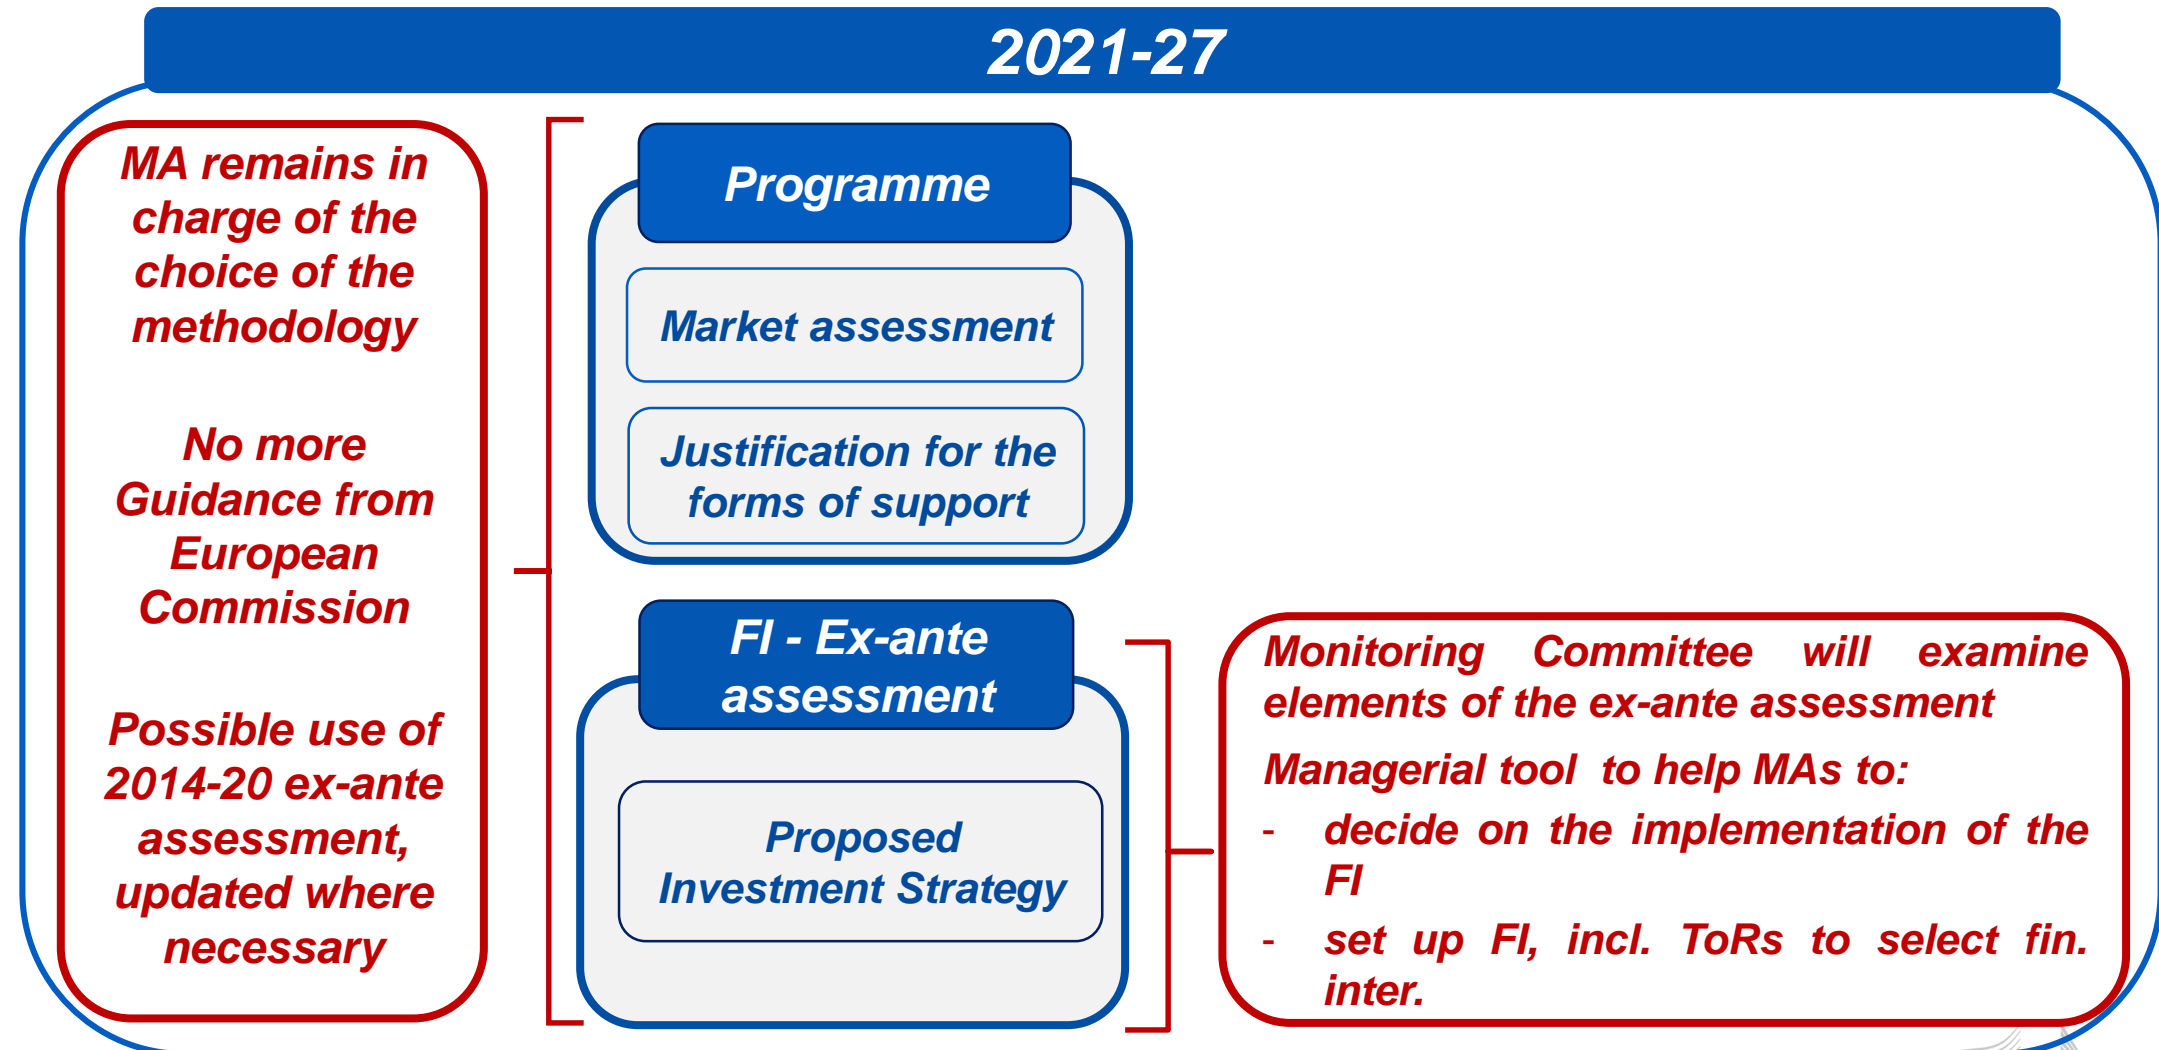 2021-27
MA remains in
charge of the
choice of the
methodology
No more
Guidance from
European
Commission
Possible use of
2014-20 ex-ante
assessment,
updated where
necessary
Programme
Market assessment
Justification for the
forms of support
FI - Ex-ante
assessment
Proposed
Investment Strategy
Monitoring Committee will examine
elements of the ex-ante assessment
Managerial tool to help MAs to:
- decide on the implementation of the
FI
- set up FI, incl. ToRs to select fin.
inter.